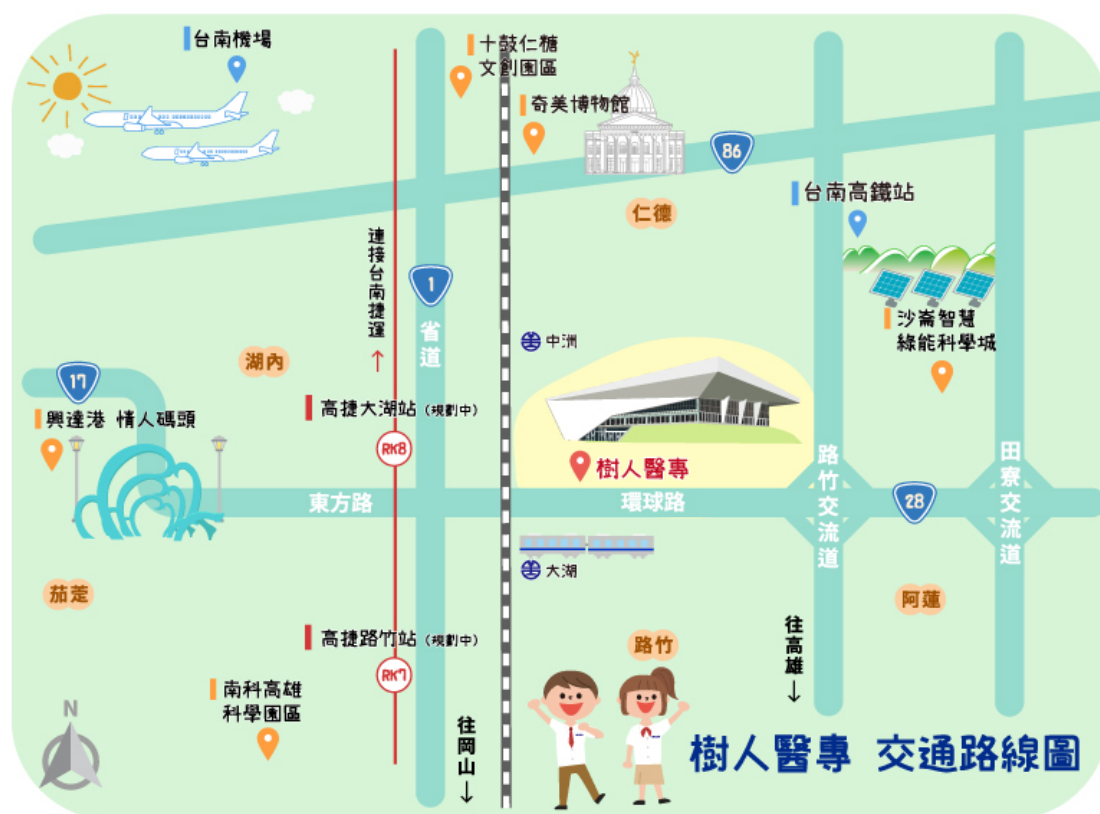 台南機場
十鼓仁糖
文創園區
奇美博物館
86
仁德
台南高鐵站
連接台南捷運
↑
1
省道
中洲
沙崙智慧
綠能科學城
湖內
17
興達港 情人碼頭
高捷大湖站（規劃中）
RK8
樹人醫專
東方路
環球路
路竹交流道
28
田寮交流道
大湖
茄萣
阿蓮
高捷路竹站（規劃中）
RK7
路竹
往高雄↓
南科高雄
科學園區
N
往岡山↓
樹人醫專 交通路線圖